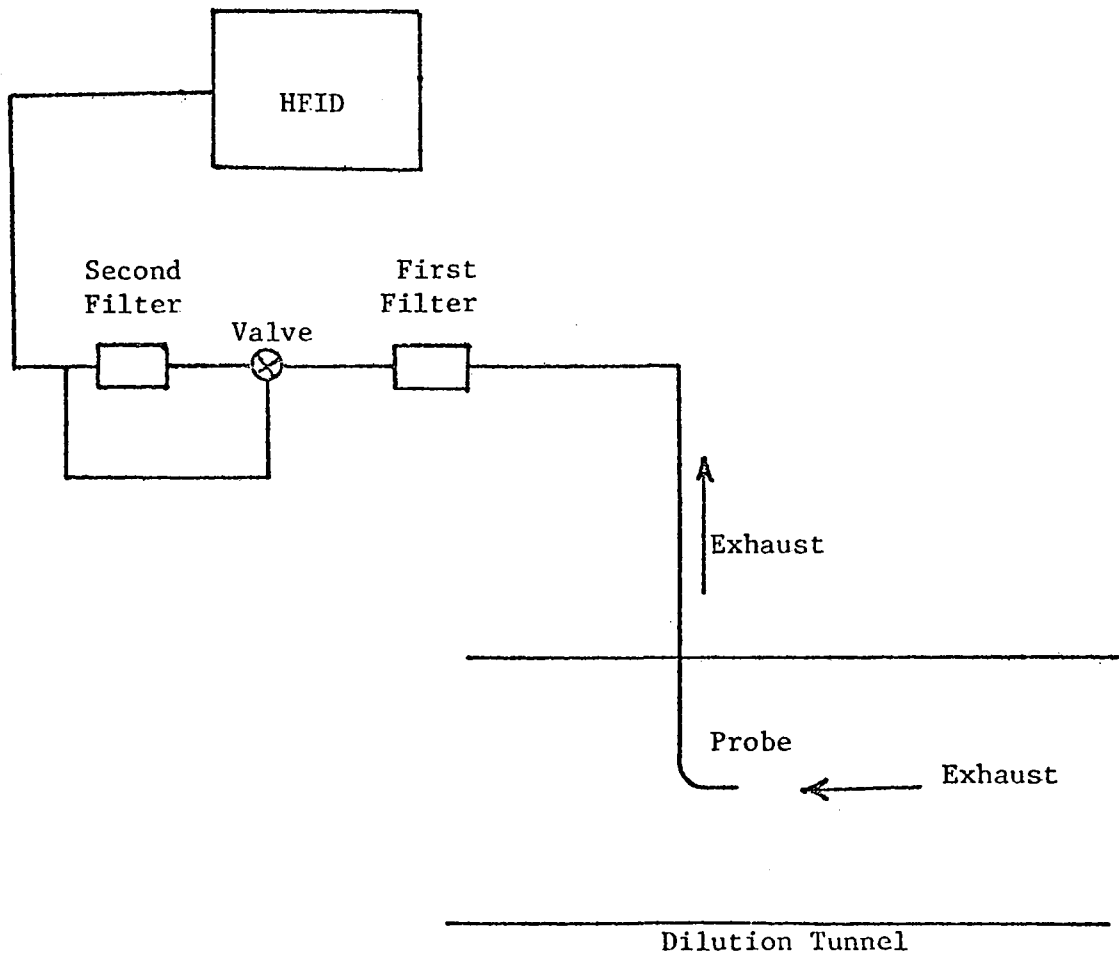 HFID
Second
Filter
First
Filter
Valve
Exhaust
Probe
Exhaust
Dilution Tunnel